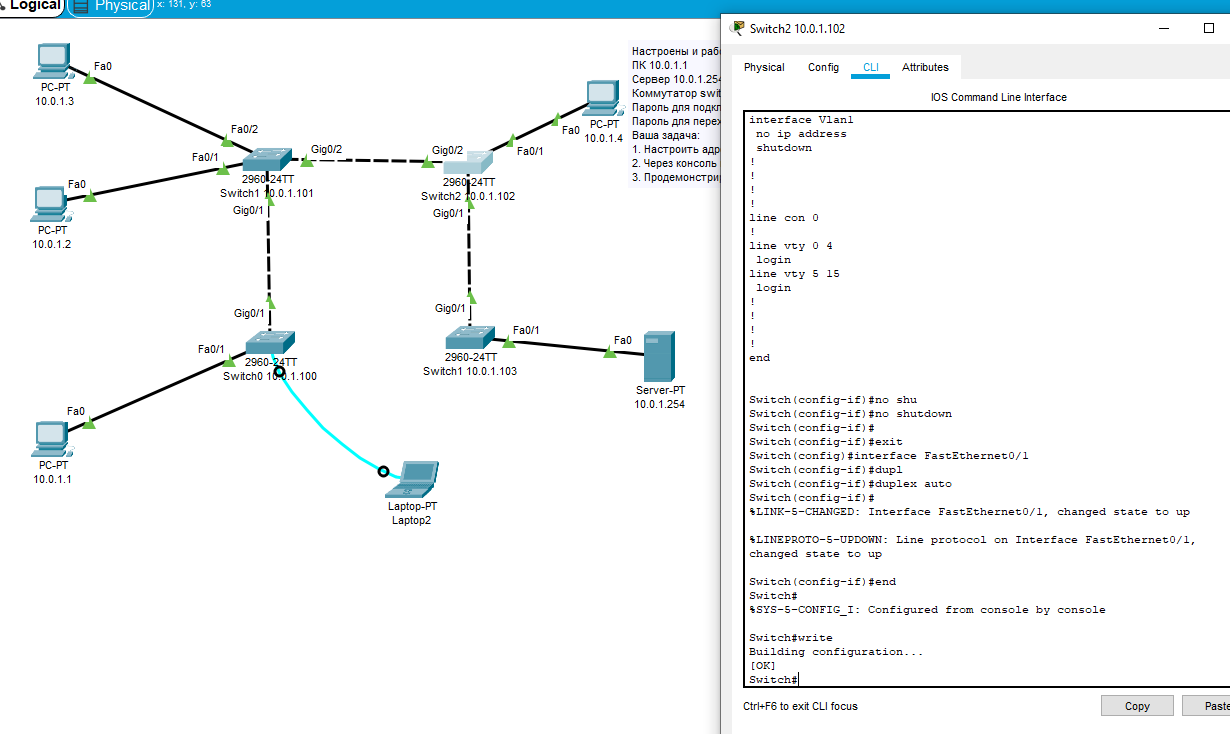 Logical
Physical
x: 131, y: 63
Fa0
PC-PT
10.0.1.3
Fa0/2
Fa0/1
Gig0/2
2960-24TT
Switch1 10.0.1.101
Gig0/1
Fa0
PC-PT
10.0.1.2
Gig0/2
2960-24TT
Switch2 10.0.1.102
Gig0/1
Fa0/1
Fa0
PC-PT
10.0.1.4
Настроены и
ПК 10.0.1.1
Сервер 10.0.1.254
Коммутатор
Пароль для
Пароль для
Ваша задача:
1. Настроить
2. Через консоль
3.
Gig0/1
Fa0/1
2960-24TT
Switch0 10.0.1.100
Gig0/1
Fa0/1
2960-24TT
Switch1 10.0.1.103
Fa0
Server-PT
10.0.1.254
Fa0
PC-PT
10.0.1.1
Laptop-PT
Laptop2
Switch2 10.0.1.102
Physical Config CLI Attributes
IOS Command Line Interface
interface Vlan1
no ip address
shutdown
!
!
!
!
line con 0
!
line vty 0 4
login
line vty 5 15
login
!
!
!
!
end
Switch(config-if)#no shu
Switch(config-if)#no shutdown
Switch(config-if)#
Switch(config-if)#exit
Switch(config)#interface FastEthernet0/1
Switch(config-if)#dupl
Switch(config-if)#duplex auto
Switch(config-if)#
%LINK-5-CHANGED: Interface FastEthernet0/1, changed state to up
%LINEPROTO-5-UPDOWN: Line protocol on Interface FastEthernet0/1,
changed state to up
Switch(config-if)#end
Switch#
%SYS-5-CONFIG_I: Configured from console by console
Switch#write
Building configuration...
[OK]
Switch#
Ctrl+F6 to exit CLI focus
Copy
Paste